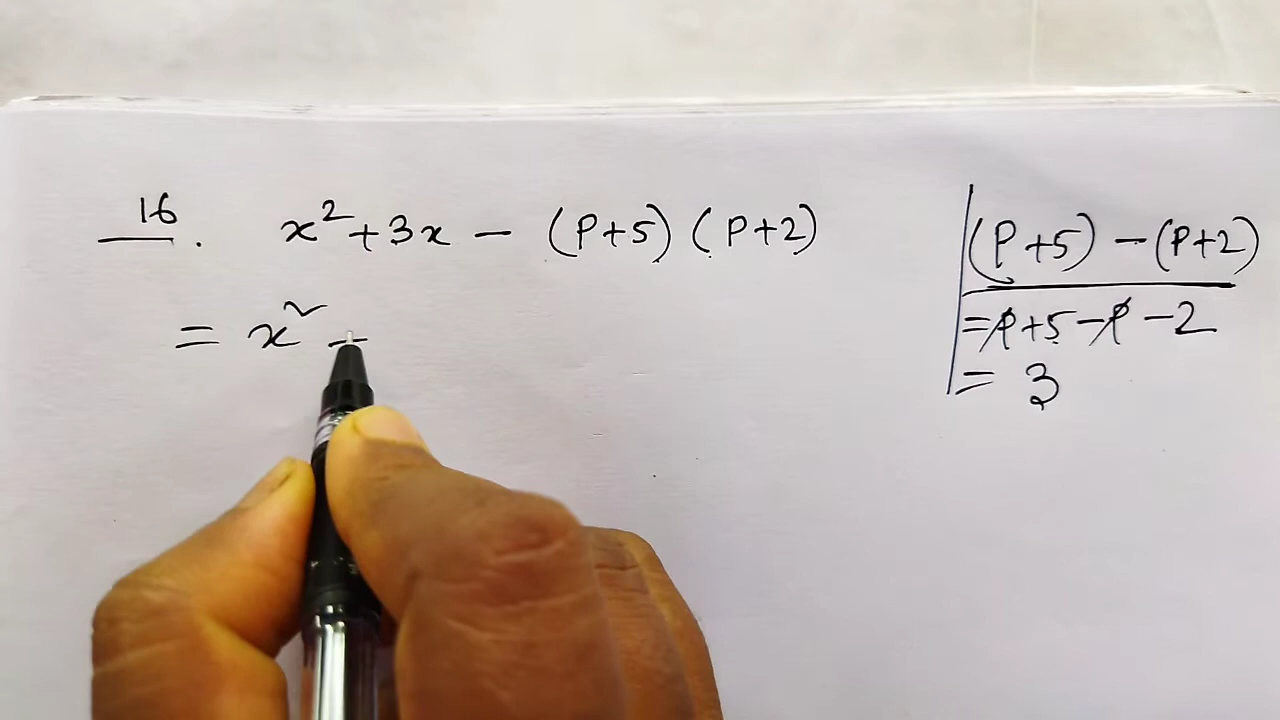 16. x² + 3x - (P+5) (P+2)
= x² +
(P+5) - (P+2)
= p+5 - p - 2
= 3